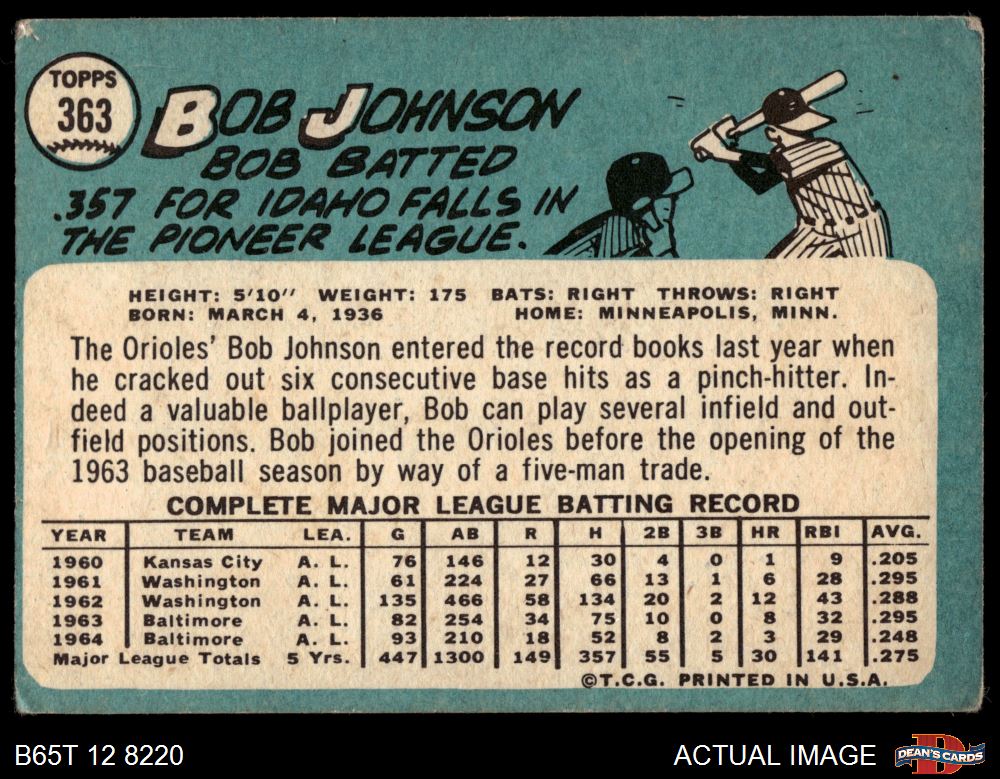 TOPPS
363
BOB JOHNSON
BOB BATTED
.357 FOR IDAHO FALLS IN
THE PIONEER LEAGUE.
HEIGHT: 5'10" WEIGHT: 175 BATS: RIGHT THROWS: RIGHT
BORN: MARCH 4, 1936 HOME: MINNEAPOLIS, MINN.
The Orioles' Bob Johnson entered the record books last year when
he cracked out six consecutive base hits as a pinch-hitter. In-
deed a valuable ballplayer, Bob can play several infield and out-
field positions. Bob joined the Orioles before the opening of the
1963 baseball season by way of a five-man trade.
COMPLETE MAJOR LEAGUE BATTING RECORD
YEAR TEAM LEA. G AB R H 2B 3B HR RBI AVG.
1960 Kansas City A. L. 76 146 12 30 4 0 1 9 .205
1961 Washington A. L. 61 224 27 66 13 1 6 28 .295
1962 Washington A. L. 135 466 58 134 20 2 12 43 .288
1963 Baltimore A. L. 82 254 34 75 10 0 8 32 .295
1964 Baltimore A. L. 93 210 18 52 8 2 3 29 .248
Major League Totals 5 Yrs. 447 1300 149 357 55 5 30 141 .275
©T.C.G. PRINTED IN U.S.A.
B65T 12 8220 ACTUAL IMAGE DEAN'S CARDS